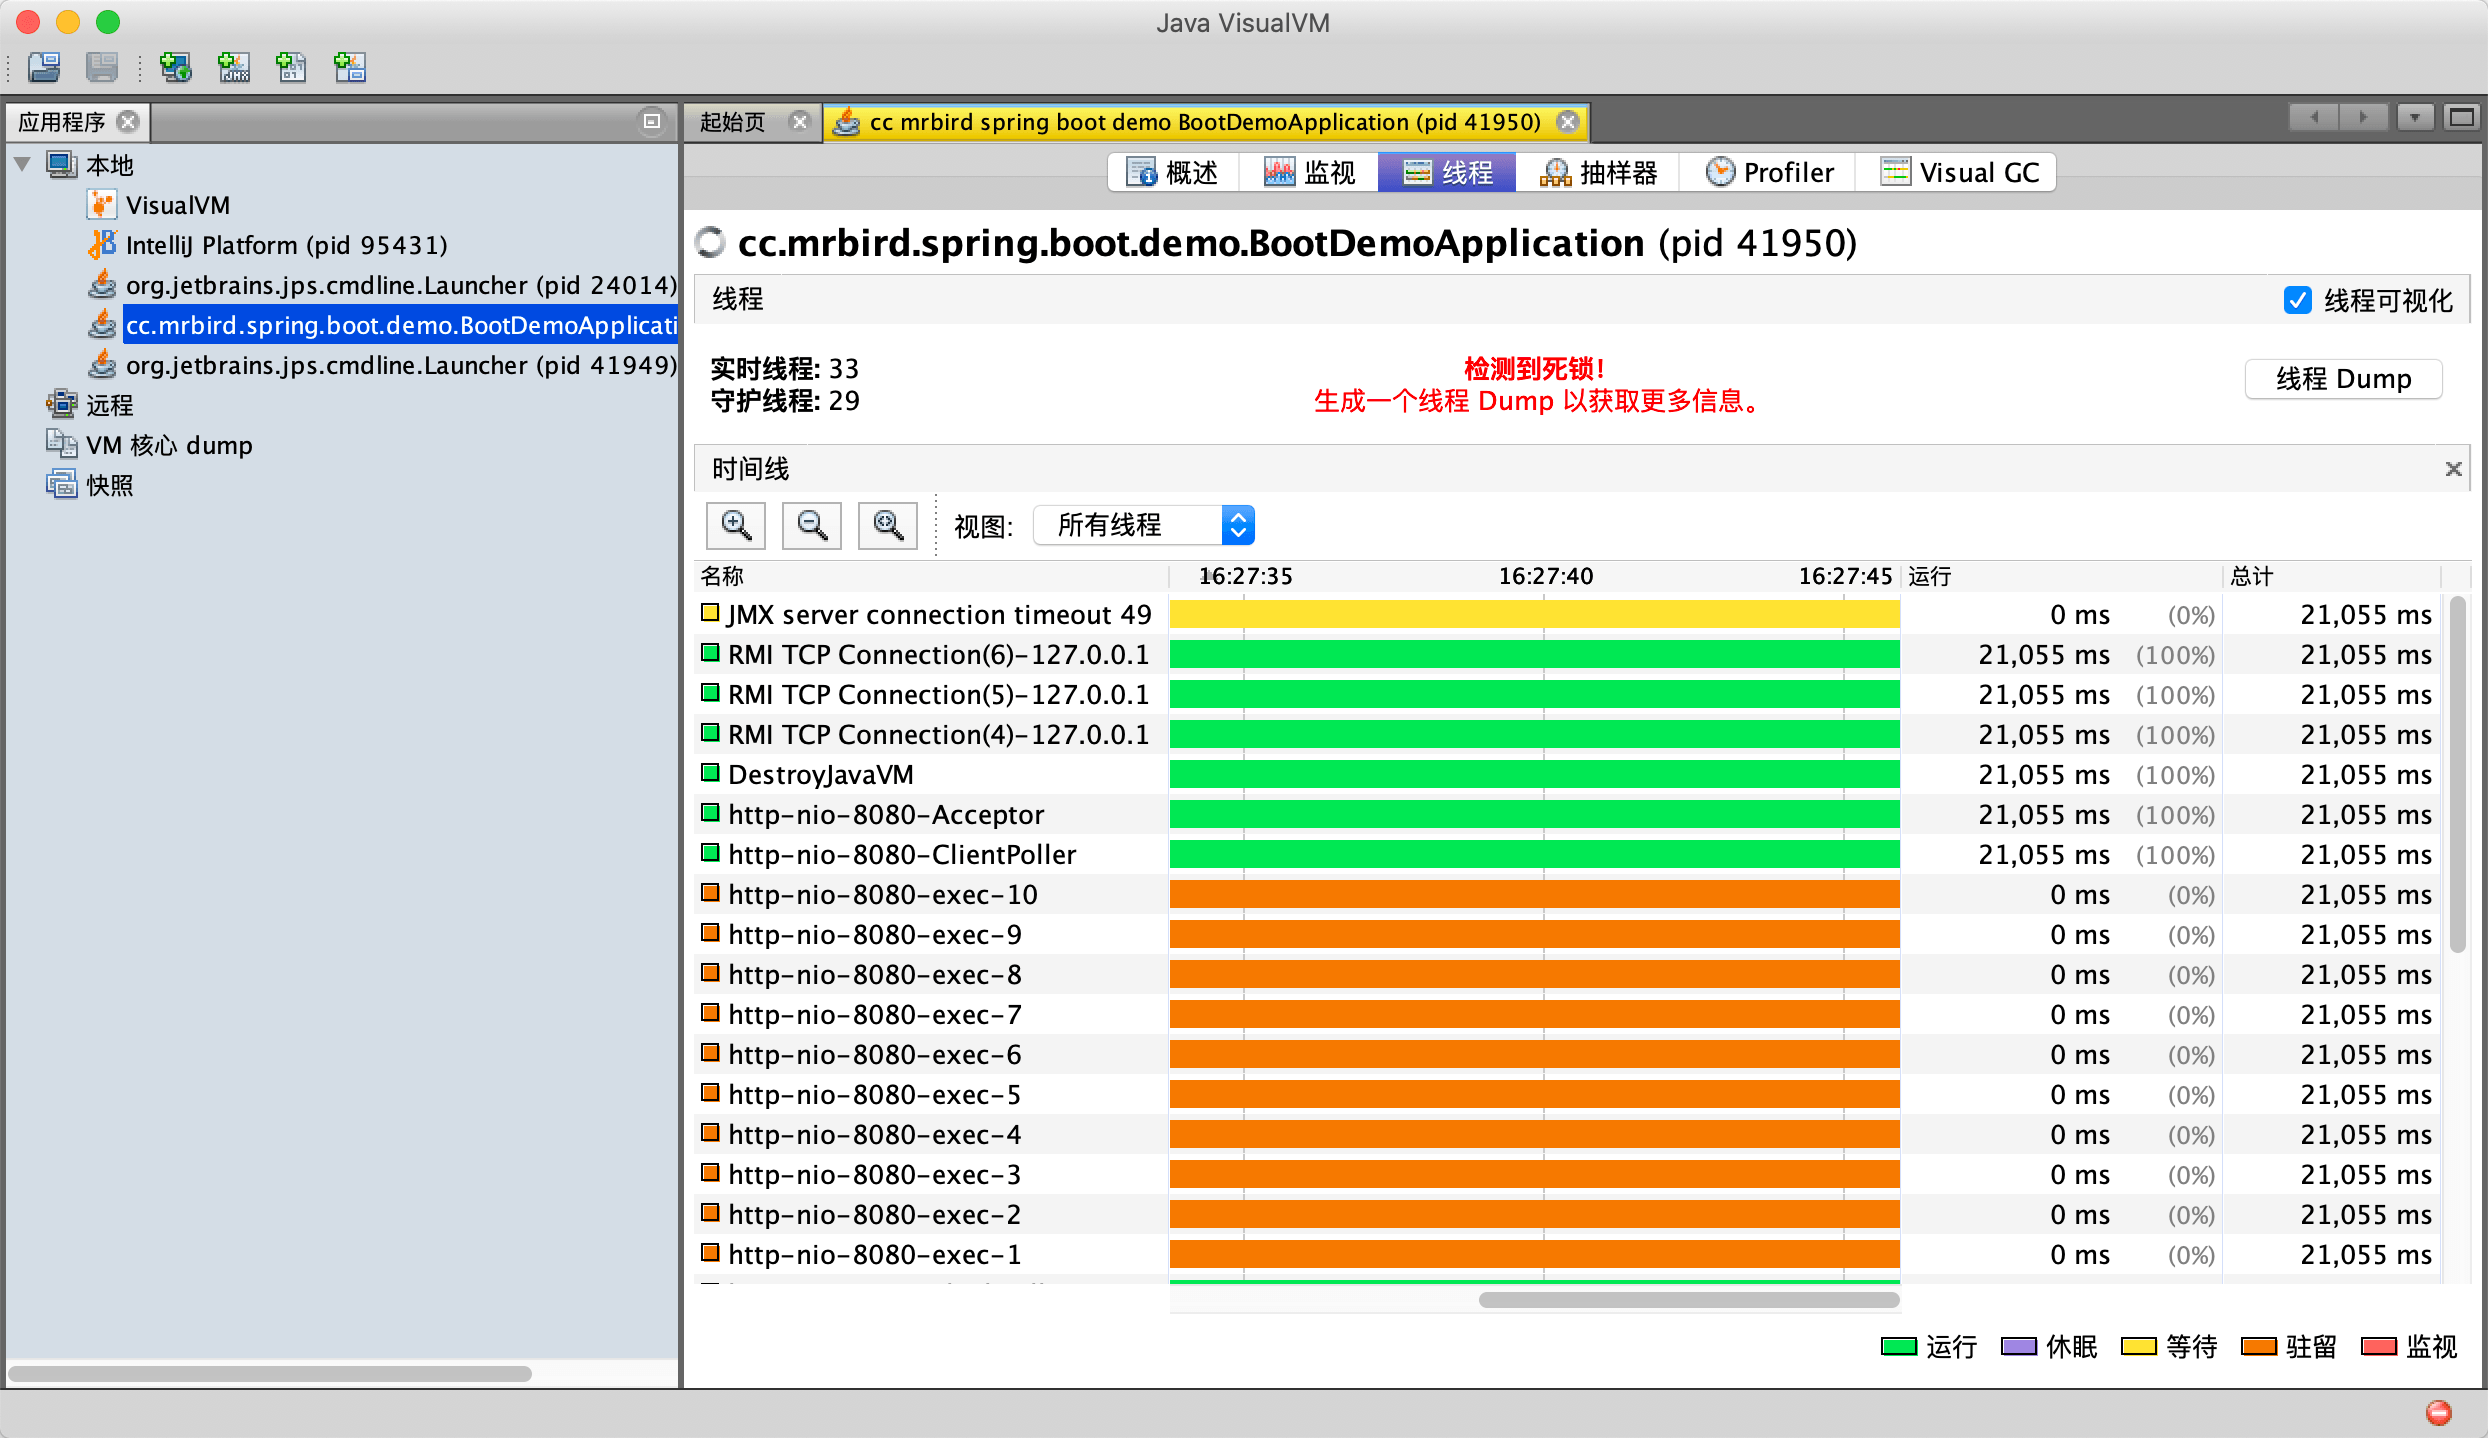 Java VisualVM
应用程序
本地
VisualVM
IntelliJ Platform (pid 95431)
org.jetbrains.jps.cmdline.Launcher (pid 24014)
cc.mrbird.spring.boot.demo.BootDemoApplicati
org.jetbrains.jps.cmdline.Launcher (pid 41949)
远程
VM 核心 dump
快照
起始页
cc mrbird spring boot demo BootDemoApplication (pid 41950)
概述 监视 线程 抽样器 Profiler Visual GC
cc.mrbird.spring.boot.demo.BootDemoApplication (pid 41950)
线程
线程可视化
实时线程: 33
守护线程: 29
检测到死锁!
生成一个线程 Dump 以获取更多信息。
线程 Dump
时间线
视图: 所有线程
名称 16:27:35 16:27:40 16:27:45 运行 总计
JMX server connection timeout 49 0 ms (0%) 21,055 ms
RMI TCP Connection(6)-127.0.0.1 21,055 ms (100%) 21,055 ms
RMI TCP Connection(5)-127.0.0.1 21,055 ms (100%) 21,055 ms
RMI TCP Connection(4)-127.0.0.1 21,055 ms (100%) 21,055 ms
DestroyJavaVM 21,055 ms (100%) 21,055 ms
http-nio-8080-Acceptor 21,055 ms (100%) 21,055 ms
http-nio-8080-ClientPoller 21,055 ms (100%) 21,055 ms
http-nio-8080-exec-10 0 ms (0%) 21,055 ms
http-nio-8080-exec-9 0 ms (0%) 21,055 ms
http-nio-8080-exec-8 0 ms (0%) 21,055 ms
http-nio-8080-exec-7 0 ms (0%) 21,055 ms
http-nio-8080-exec-6 0 ms (0%) 21,055 ms
http-nio-8080-exec-5 0 ms (0%) 21,055 ms
http-nio-8080-exec-4 0 ms (0%) 21,055 ms
http-nio-8080-exec-3 0 ms (0%) 21,055 ms
http-nio-8080-exec-2 0 ms (0%) 21,055 ms
http-nio-8080-exec-1 0 ms (0%) 21,055 ms
运行 休眠 等待 驻留 监视